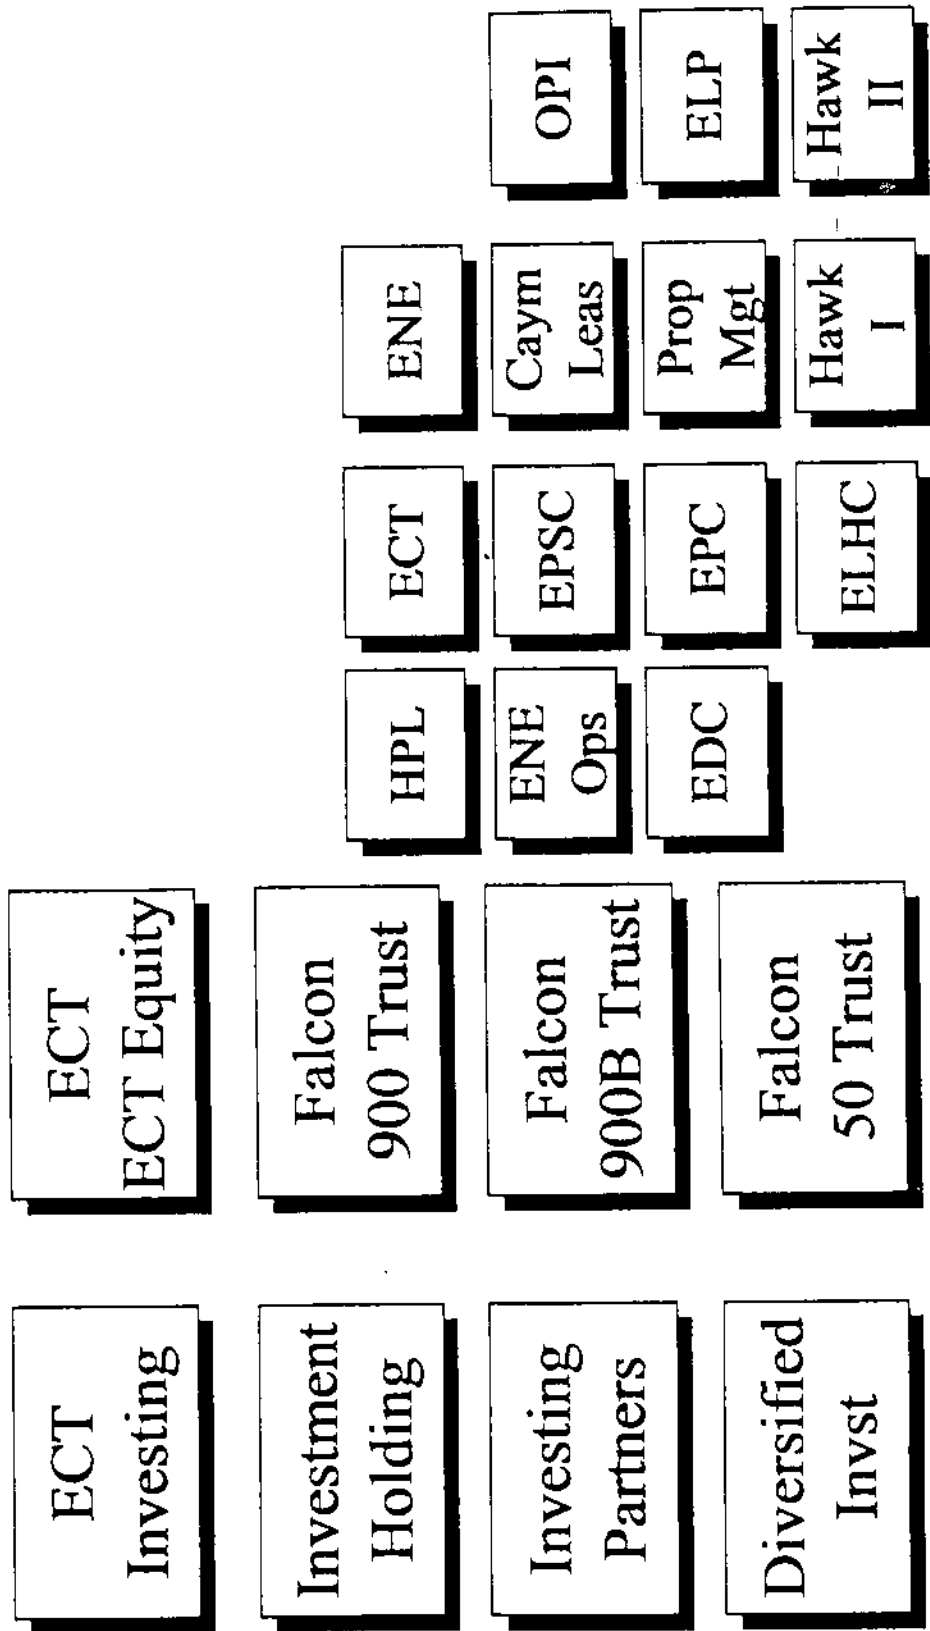 ECT
Investing
ECT
ECT Equity
Investment
Holding
Falcon
900 Trust
HPL
ECT
ENE
Investing
Partners
Falcon
900B Trust
ENE
Ops
EPSC
Caym
Leas
OPI
EDC
EPC
Prop
Mgt
ELP
Diversified
Invst
Falcon
50 Trust
ELHC
Hawk
I
Hawk
II